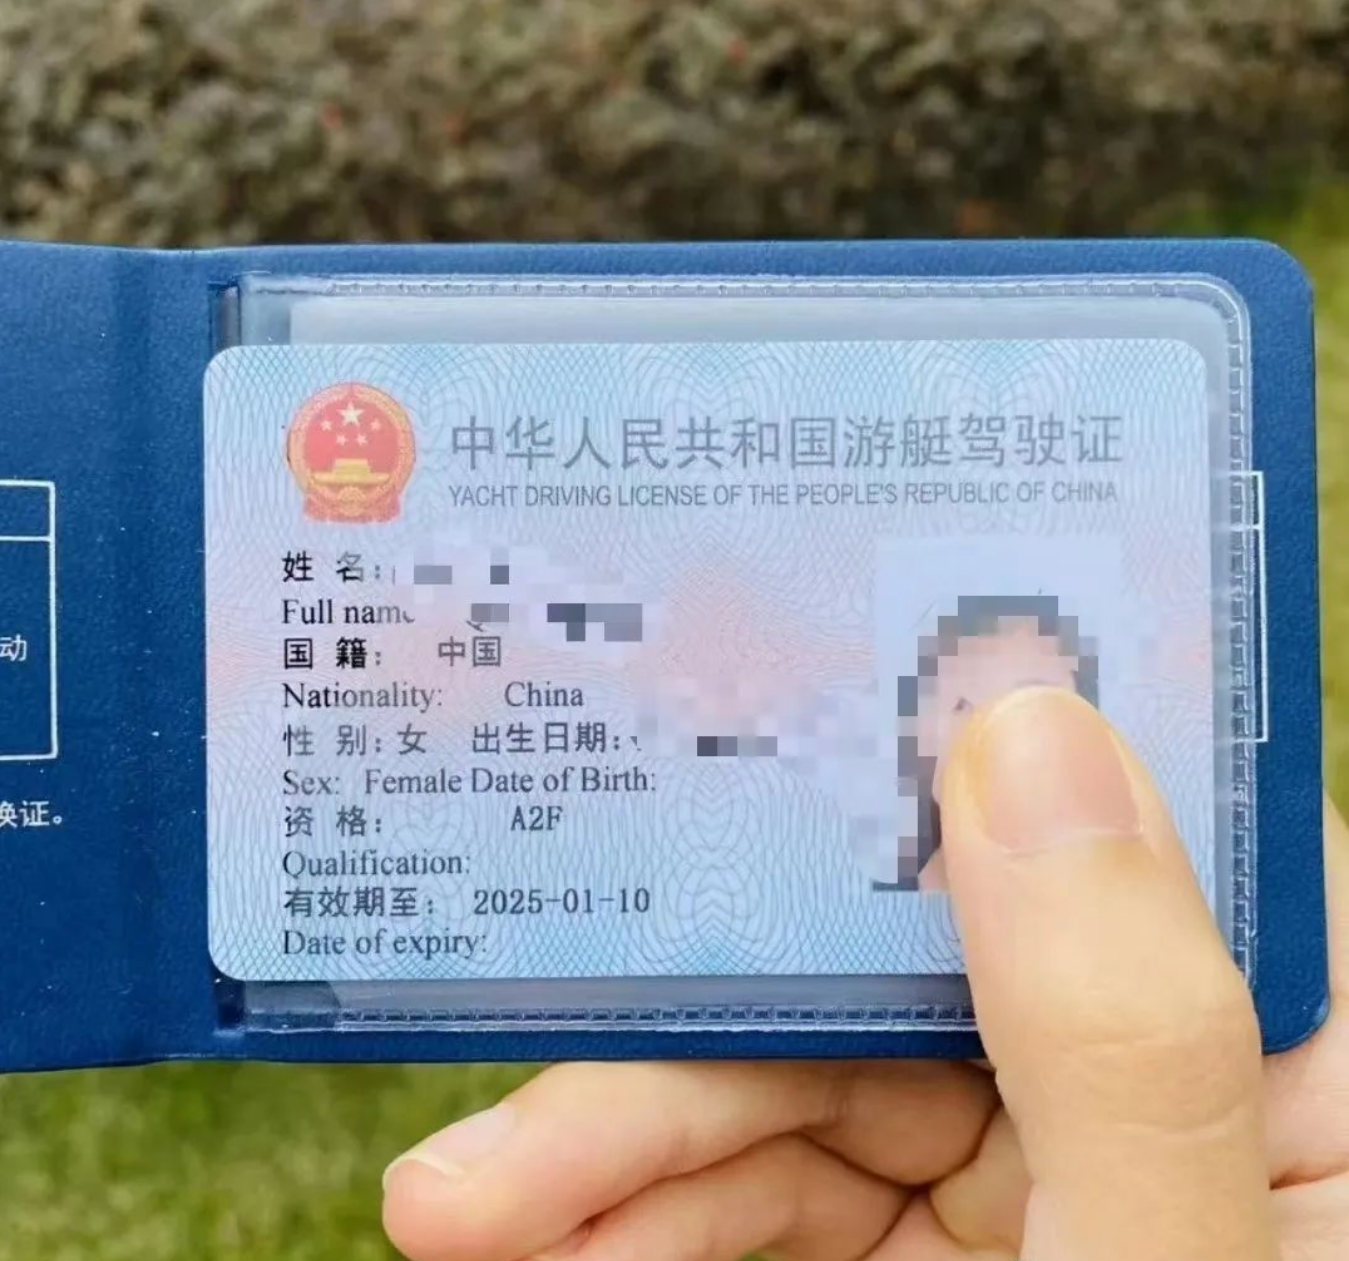 动
换证。
中华人民共和国游艇驾驶证
YACHT DRIVING LICENSE OF THE PEOPLE'S REPUBLIC OF CHINA
姓 名:
Full name
国 籍: 中国
Nationality: China
性 别: 女 出生日期:
Sex: Female Date of Birth:
资 格: A2F
Qualification:
有效期至: 2025-01-10
Date of expiry: